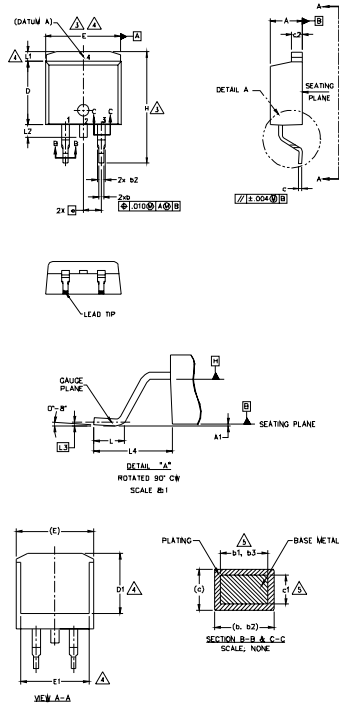 (DATUM A)
3
4
E
A
4
L1
D
L2
4
H
3
C
C
1
2
3
B
B
2x b2
2xb
2x e
⌖ .010 Ⓜ A Ⓜ B
A
A
B
c2
DETAIL A
SEATING
PLANE
c
A
// ±.004 Ⓜ B
LEAD TIP
GAUGE
PLANE
0°-8°
L3
L
L4
H
B
SEATING PLANE
A1
DETAIL "A"
ROTATED 90° CW
SCALE 8:1
(E)
D1
4
E1
4
VIEW A-A
PLATING
5
b1, b3
BASE METAL
(c)
c1
5
(b, b2)
SECTION B-B & C-C
SCALE; NONE